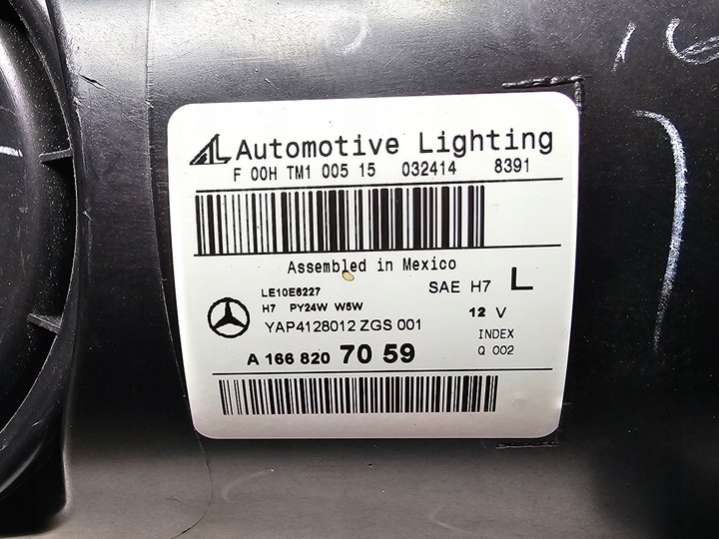 AL Automotive Lighting
F 00H TM1 005 15 032414 8391
Assembled in Mexico
LE10E6227 SAE H7 L
H7 PY24W W5W 12 V
YAP4128012 ZGS 001 INDEX
A 166 820 70 59 Q 002